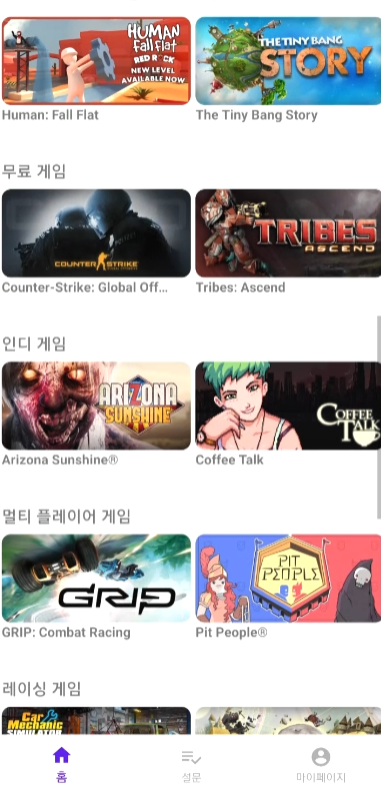 HUMAN
fall flat
RED ROCK
NEW LEVEL
AVAILABLE NOW
THE TINY BANG
STORY
Human: Fall Flat
The Tiny Bang Story
무료 게임
COUNTER STRIKE
TRIBES
ASCEND
Counter-Strike: Global Off...
Tribes: Ascend
인디 게임
ARIZONA
SUNSHINE
COFFEE
TALK
Arizona Sunshine®
Coffee Talk
멀티 플레이어 게임
GRIP
PIT
PEOPLE
GRIP: Combat Racing
Pit People®
레이싱 게임
Car
Mechanic
SIMULATOR
홈
설문
마이페이지